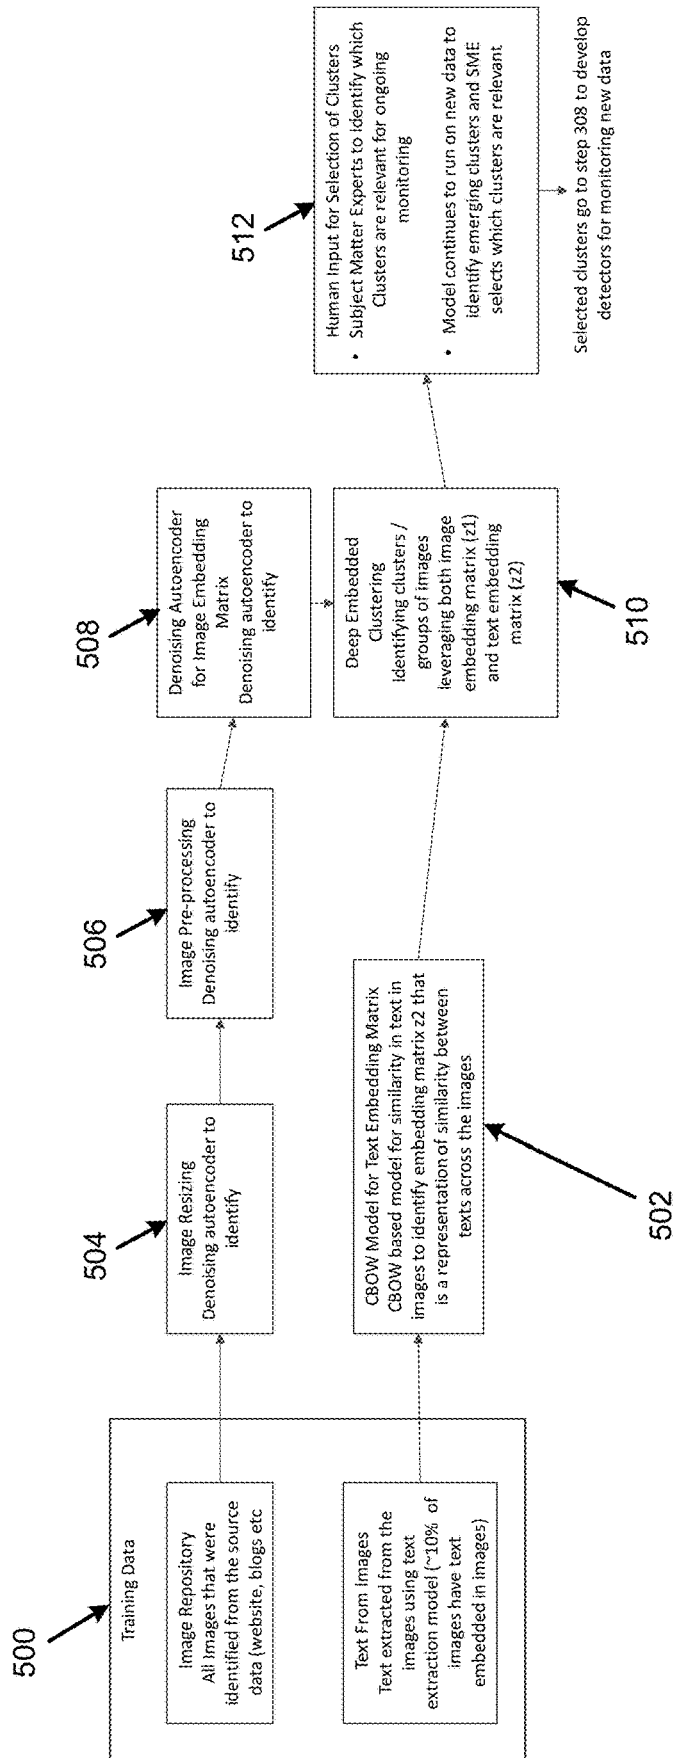 500
Training Data
Image Repository
All Images that were
identified from the source
data (website, blogs etc
Text From Images
Text extracted from the
images using text
extraction model (~10% of
images have text
embedded in images)
504
Image Resizing
Denoising autoencoder to
identify
506
Image Pre-processing
Denoising autoencoder to
identify
508
Denoising Autoencoder
for Image Embedding
Matrix
Denoising autoencoder to
identify
CBOW Model for Text Embedding Matrix
CBOW based model for similarity in text in
images to identify embedding matrix z2 that
is a representation of similarity between
texts across the images
502
Deep Embedded
Clustering
Identifying clusters /
groups of images
leveraging both image
embedding matrix (z1)
and text embedding
matrix (z2)
510
512
Human Input for Selection of Clusters
• Subject Matter Experts to Identify which
Clusters are relevant for ongoing
monitoring
• Model continues to run on new data to
identify emerging clusters and SME
selects which clusters are relevant
Selected clusters go to step 308 to develop
detectors for monitoring new data